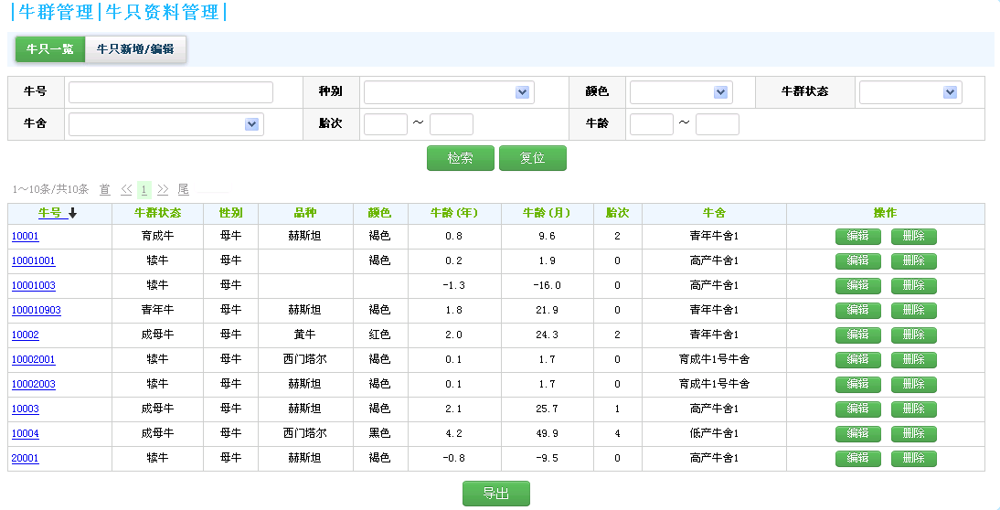 |牛群管理|牛只资料管理|
牛只一览 牛只新增/编辑
牛号 种别 颜色 牛群状态
牛舍 胎次 ～ 牛龄 ～
检索 复位
1～10条/共10条 首 << 1 >> 尾
牛号 牛群状态 性别 品种 颜色 牛龄(年) 牛龄(月) 胎次 牛舍 操作
10001 育成牛 母牛 赫斯坦 褐色 0.8 9.6 2 青年牛舍1 编辑 删除
10001001 犊牛 母牛 褐色 0.2 1.9 0 高产牛舍1 编辑 删除
10001003 犊牛 母牛 -1.3 -16.0 0 高产牛舍1 编辑 删除
100010903 青年牛 母牛 赫斯坦 褐色 1.8 21.9 0 青年牛舍1 编辑 删除
10002 成母牛 母牛 黄牛 红色 2.0 24.3 2 青年牛舍1 编辑 删除
10002001 犊牛 母牛 西门塔尔 褐色 0.1 1.7 0 育成牛1号牛舍 编辑 删除
10002003 犊牛 母牛 赫斯坦 褐色 0.1 1.7 0 育成牛1号牛舍 编辑 删除
10003 成母牛 母牛 赫斯坦 褐色 2.1 25.7 1 高产牛舍1 编辑 删除
10004 成母牛 母牛 西门塔尔 黑色 4.2 49.9 4 低产牛舍1 编辑 删除
20001 犊牛 母牛 赫斯坦 褐色 -0.8 -9.5 0 高产牛舍1 编辑 删除
导出